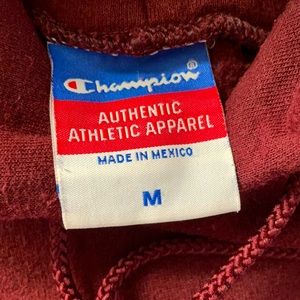 Champion®
AUTHENTIC
ATHLETIC APPAREL
MADE IN MEXICO
M